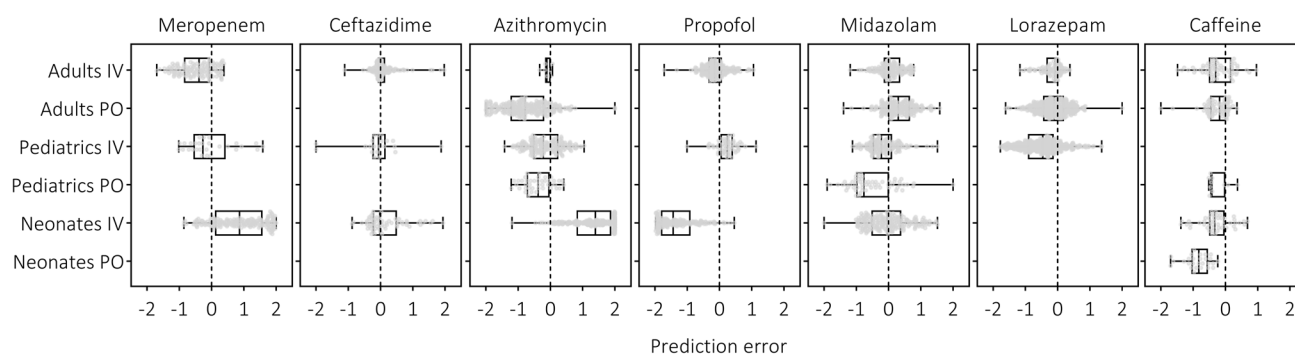 Meropenem Ceftazidime Azithromycin Propofol Midazolam Lorazepam Caffeine
Adults IV
Adults PO
Pediatrics IV
Pediatrics PO
Neonates IV
Neonates PO
-2 -1 0 1 2 -2 -1 0 1 2 -2 -1 0 1 2 -2 -1 0 1 2 -2 -1 0 1 2 -2 -1 0 1 2 -2 -1 0 1 2
Prediction error